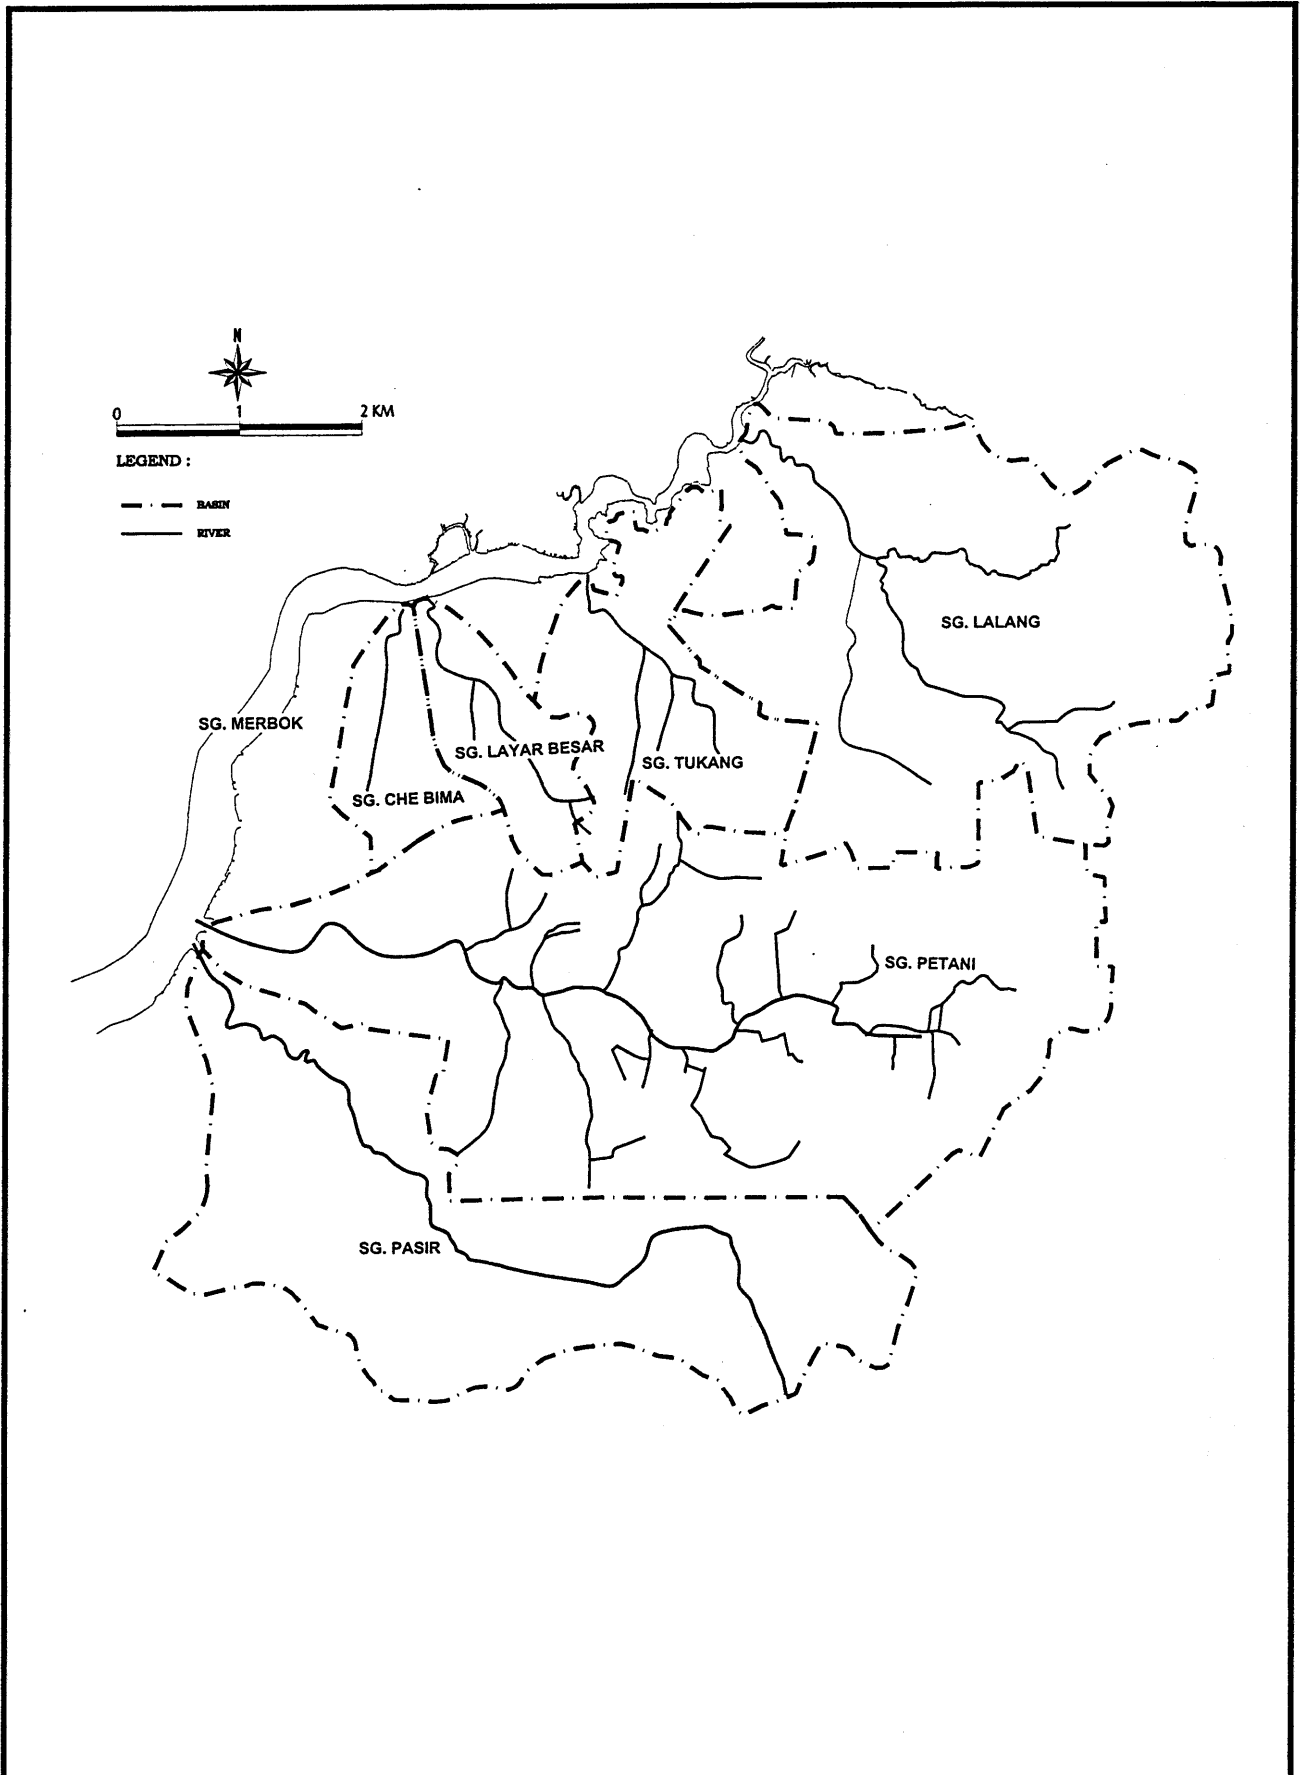 N
0 1 2 KM
LEGEND :
BASIN
RIVER
SG. LALANG
SG. MERBOK
SG. LAYAR BESAR
SG. TUKANG
SG. CHE BIMA
SG. PETANI
SG. PASIR